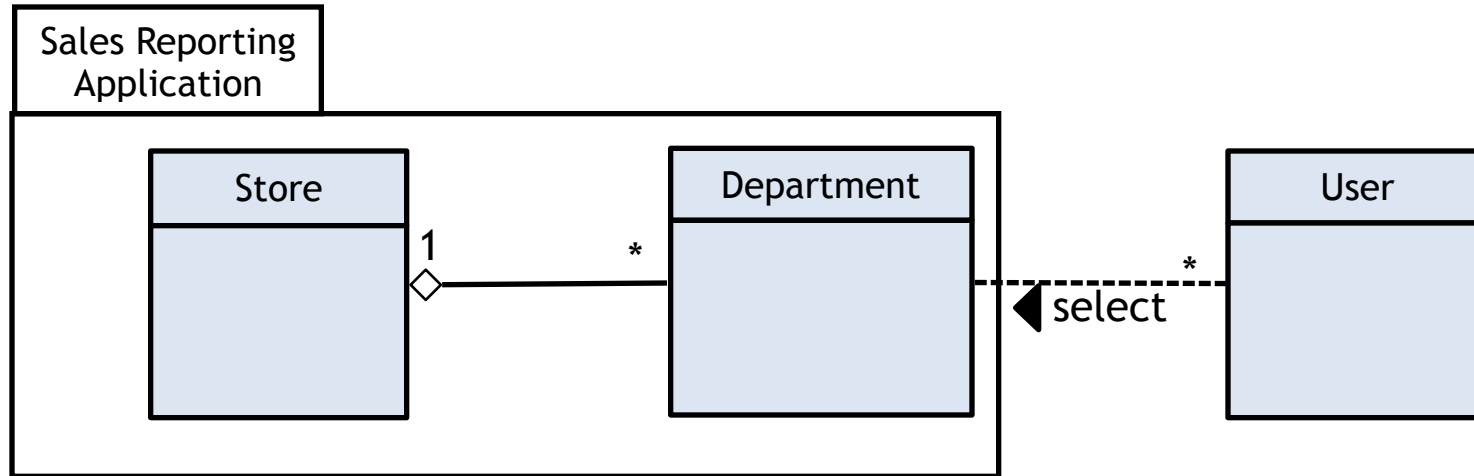 Sales Reporting
Application
Store
Department
User
1
*
*
select